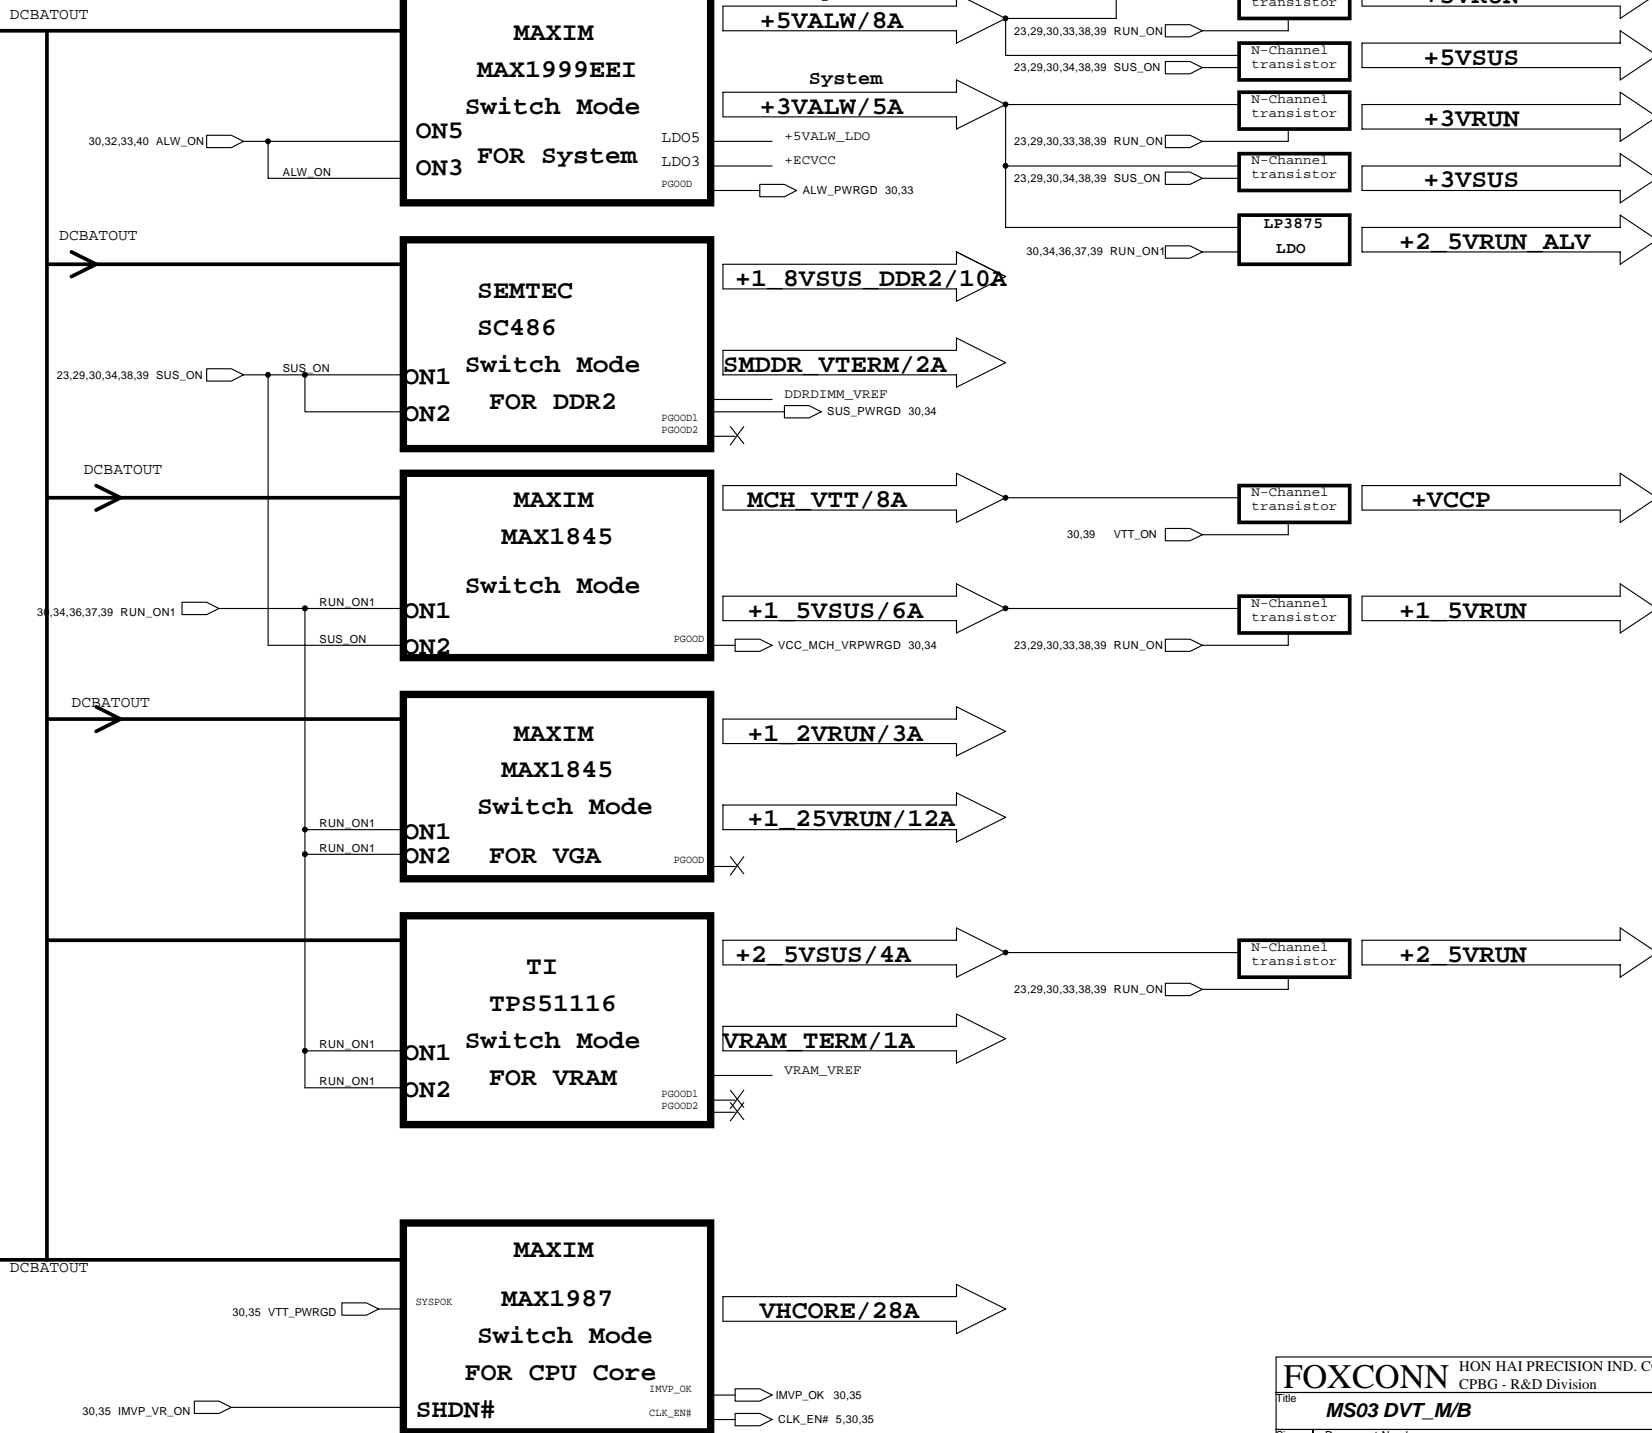 DCBATOUT
MAXIM
MAX1999EEI
Switch Mode
FOR System
ON5
ON3
LDO5
LDO3
PGOOD
30,32,33,40 ALW_ON
ALW_ON
+5VALW/8A
System
+3VALW/5A
+5VALW_LDO
+ECVCC
ALW_PWRGD 30,33
transistor
23,29,30,33,38,39 RUN_ON
N-Channel
transistor
+5VSUS
23,29,30,34,38,39 SUS_ON
N-Channel
transistor
+3VRUN
23,29,30,33,38,39 RUN_ON
N-Channel
transistor
+3VSUS
23,29,30,34,38,39 SUS_ON
LP3875
LDO
+2_5VRUN_ALV
30,34,36,37,39 RUN_ON1
DCBATOUT
SEMTEC
SC486
Switch Mode
FOR DDR2
ON1
ON2
PGOOD1
PGOOD2
23,29,30,34,38,39 SUS_ON
SUS_ON
+1_8VSUS_DDR2/10A
SMDDR_VTERM/2A
DDRDIMM_VREF
SUS_PWRGD 30,34
DCBATOUT
MAXIM
MAX1845
Switch Mode
ON1
ON2
PGOOD
30,34,36,37,39 RUN_ON1
RUN_ON1
SUS_ON
MCH_VTT/8A
N-Channel
transistor
+VCCP
30,39 VTT_ON
+1_5VSUS/6A
VCC_MCH_VRPWRGD 30,34
N-Channel
transistor
+1_5VRUN
23,29,30,33,38,39 RUN_ON
DCBATOUT
MAXIM
MAX1845
Switch Mode
FOR VGA
ON1
ON2
PGOOD
RUN_ON1
RUN_ON1
+1_2VRUN/3A
+1_25VRUN/12A
TI
TPS51116
Switch Mode
FOR VRAM
ON1
ON2
PGOOD1
PGOOD2
RUN_ON1
RUN_ON1
+2_5VSUS/4A
N-Channel
transistor
+2_5VRUN
23,29,30,33,38,39 RUN_ON
VRAM_TERM/1A
VRAM_VREF
DCBATOUT
MAXIM
MAX1987
Switch Mode
FOR CPU Core
SYSPOK
SHDN#
IMVP_OK
CLK_EN#
30,35 VTT_PWRGD
30,35 IMVP_VR_ON
VHCORE/28A
IMVP_OK 30,35
CLK_EN# 5,30,35
FOXCONN
HON HAI PRECISION IND.
CPBG - R&D Division
Title
MS03 DVT_M/B